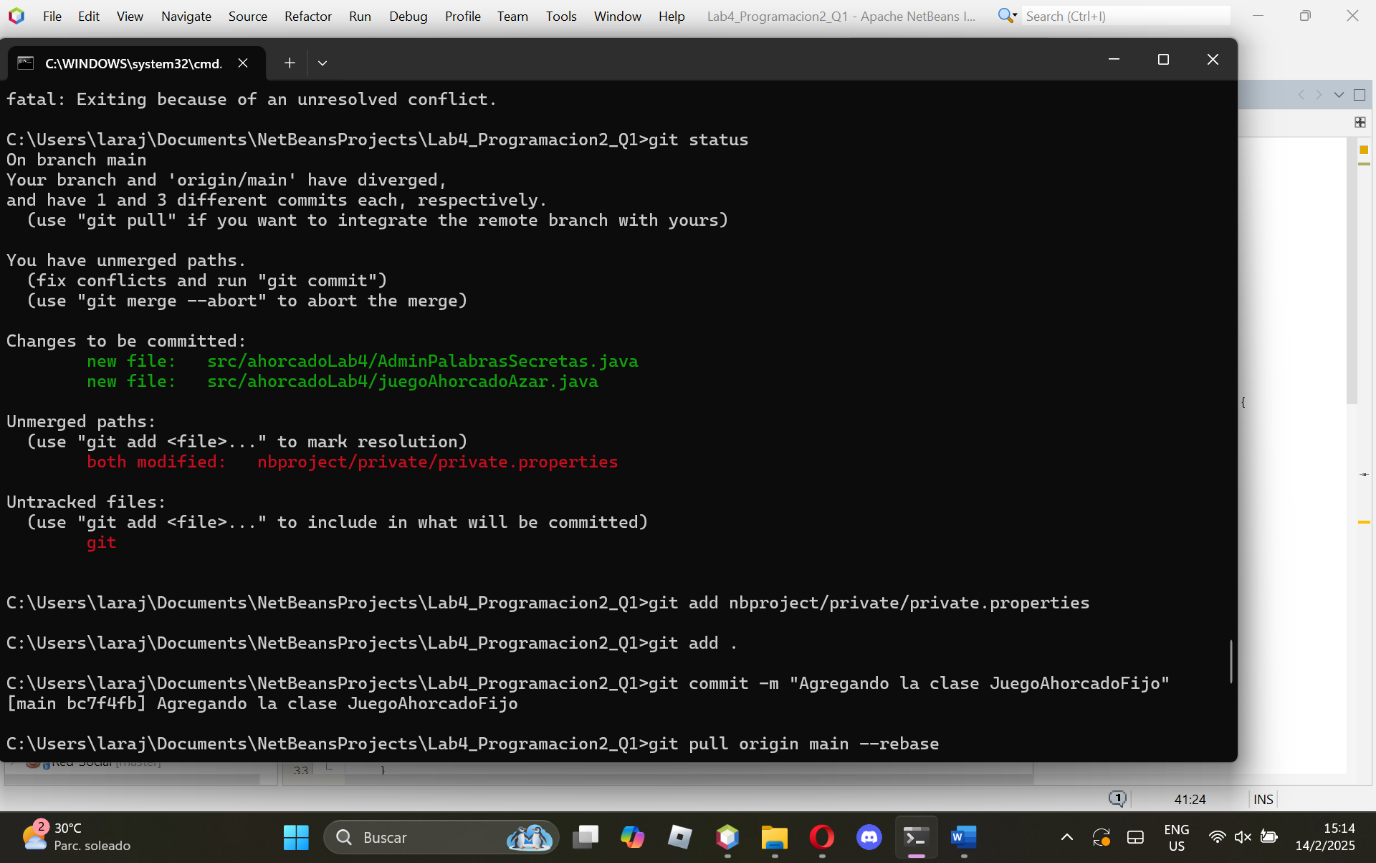 File Edit View Navigate Source Refactor Run Debug Profile Team Tools Window Help Lab4_Programacion2_Q1 - Apache NetBeans I... Search (Ctrl+I)
C:\WINDOWS\system32\cmd.
fatal: Exiting because of an unresolved conflict.
C:\Users\laraj\Documents\NetBeansProjects\Lab4_Programacion2_Q1>git status
On branch main
Your branch and 'origin/main' have diverged,
and have 1 and 3 different commits each, respectively.
(use "git pull" if you want to integrate the remote branch with yours)
You have unmerged paths.
(fix conflicts and run "git commit")
(use "git merge --abort" to abort the merge)
Changes to be committed:
new file: src/ahorcadoLab4/AdminPalabrasSecretas.java
new file: src/ahorcadoLab4/juegoAhorcadoAzar.java
{
Unmerged paths:
(use "git add <file>..." to mark resolution)
both modified: nbproject/private/private.properties
Untracked files:
(use "git add <file>..." to include in what will be committed)
git
C:\Users\laraj\Documents\NetBeansProjects\Lab4_Programacion2_Q1>git add nbproject/private/private.properties
C:\Users\laraj\Documents\NetBeansProjects\Lab4_Programacion2_Q1>git add .
C:\Users\laraj\Documents\NetBeansProjects\Lab4_Programacion2_Q1>git commit -m "Agregando la clase JuegoAhorcadoFijo"
[main bc7f4fb] Agregando la clase JuegoAhorcadoFijo
C:\Users\laraj\Documents\NetBeansProjects\Lab4_Programacion2_Q1>git pull origin main --rebase
Red-Social [master] 33 }
1 41:24 INS
2 30°C
Parc. soleado
Buscar
ENG
US
15:14
14/2/2025